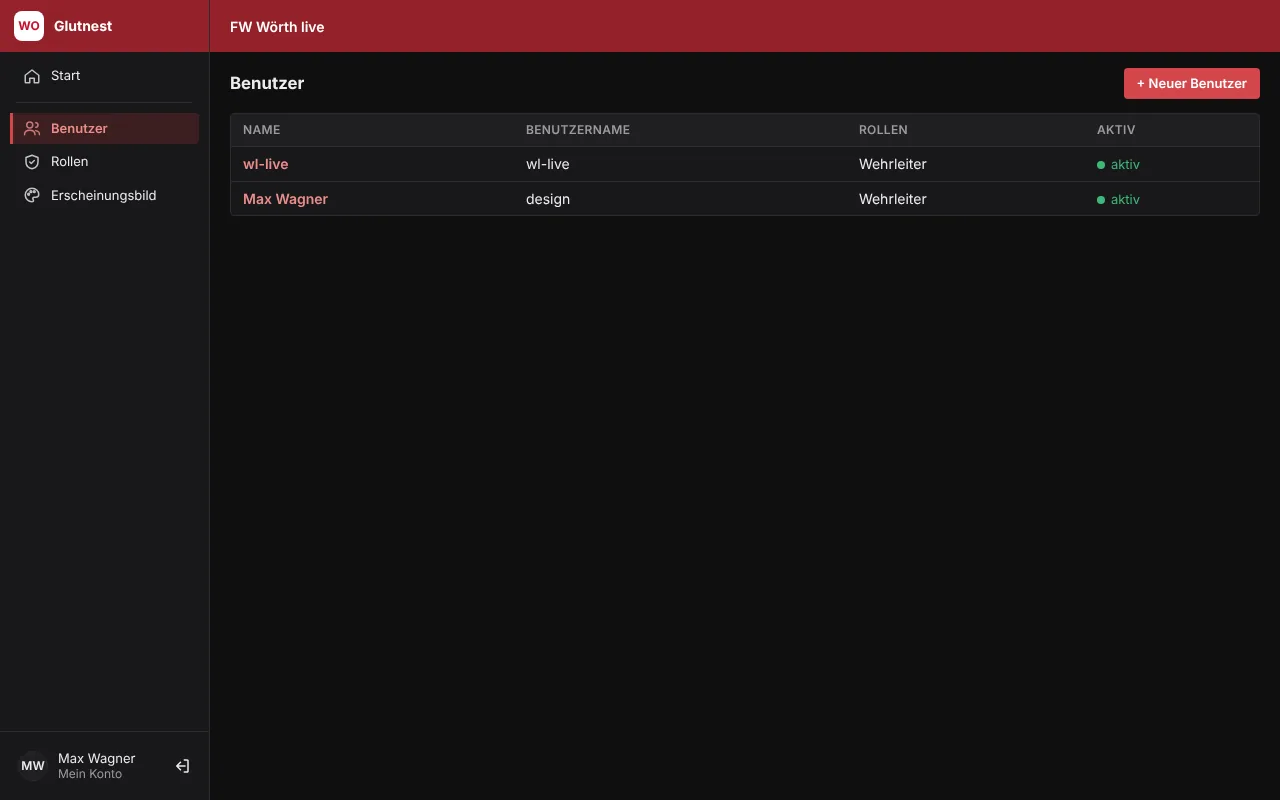 WO Glutnest
FW Wörth live
Start
Benutzer
Rollen
Erscheinungsbild
Benutzer
+ Neuer Benutzer
NAME BENUTZERNAME ROLLEN AKTIV
wl-live wl-live Wehrleiter aktiv
Max Wagner design Wehrleiter aktiv
MW
Max Wagner
Mein Konto